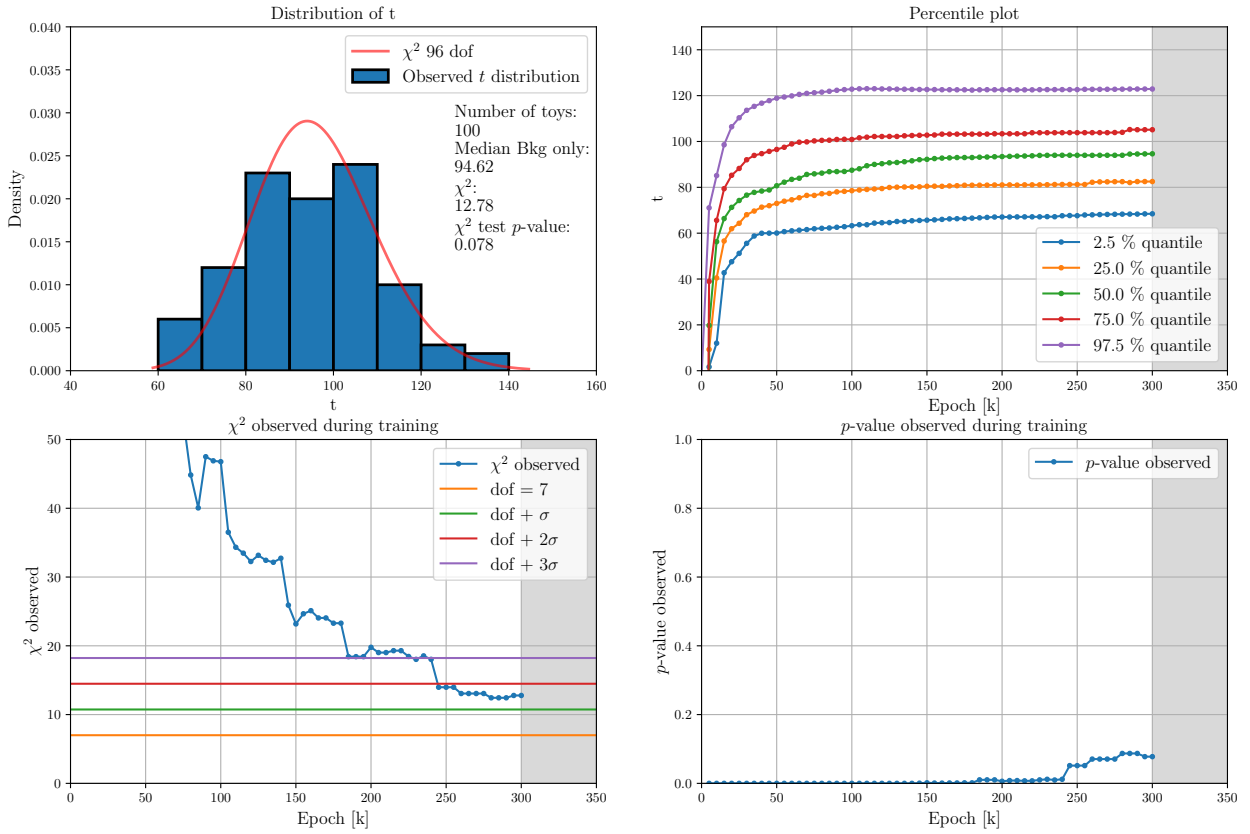 Distribution of t
0.040
0.035
0.030
0.025
0.020
0.015
0.010
0.005
0.000
Density
40 60 80 100 120 140 160
t
χ² 96 dof
Observed t distribution
Number of toys:
100
Median Bkg only:
94.62
χ²:
12.78
χ² test p-value:
0.078
Percentile plot
140
120
100
80
60
40
20
0
t
0 50 100 150 200 250 300 350
Epoch [k]
2.5 % quantile
25.0 % quantile
50.0 % quantile
75.0 % quantile
97.5 % quantile
χ² observed during training
50
40
30
20
10
0
χ² observed
0 50 100 150 200 250 300 350
Epoch [k]
χ² observed
dof = 7
dof + σ
dof + 2σ
dof + 3σ
p-value observed during training
1.0
0.8
0.6
0.4
0.2
0.0
p-value observed
0 50 100 150 200 250 300 350
Epoch [k]
p-value observed